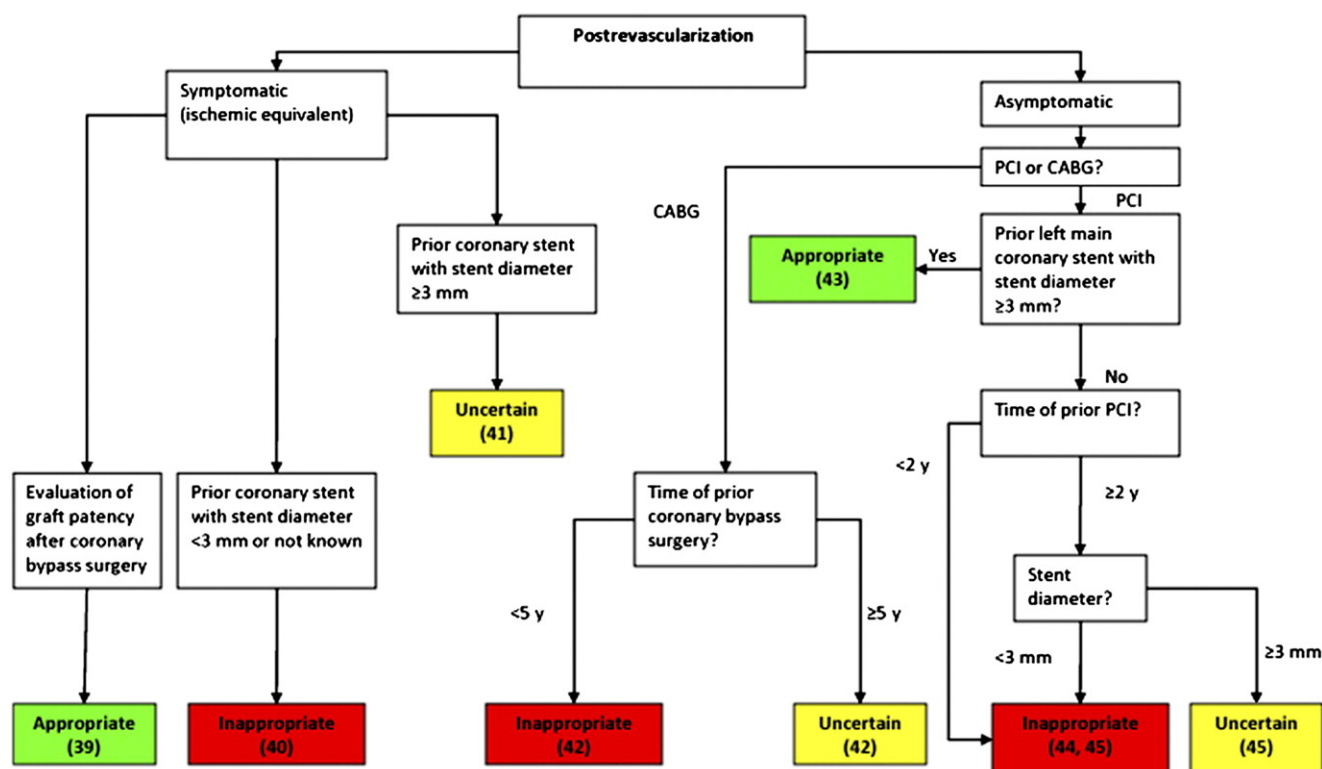 Postrevascularization
Symptomatic
(ischemic equivalent)
Asymptomatic
PCI or CABG?
CABG
PCI
Prior coronary stent
with stent diameter
≥3 mm
Appropriate
(43)
Yes
Prior left main
coronary stent with
stent diameter
≥3 mm?
No
Uncertain
(41)
Time of prior PCI?
<2 y
≥2 y
Evaluation of
graft patency
after coronary
bypass surgery
Prior coronary stent
with stent diameter
<3 mm or not known
Time of prior
coronary bypass
surgery?
Stent
diameter?
<5 y
≥5 y
<3 mm
≥3 mm
Appropriate
(39)
Inappropriate
(40)
Inappropriate
(42)
Uncertain
(42)
Inappropriate
(44, 45)
Uncertain
(45)